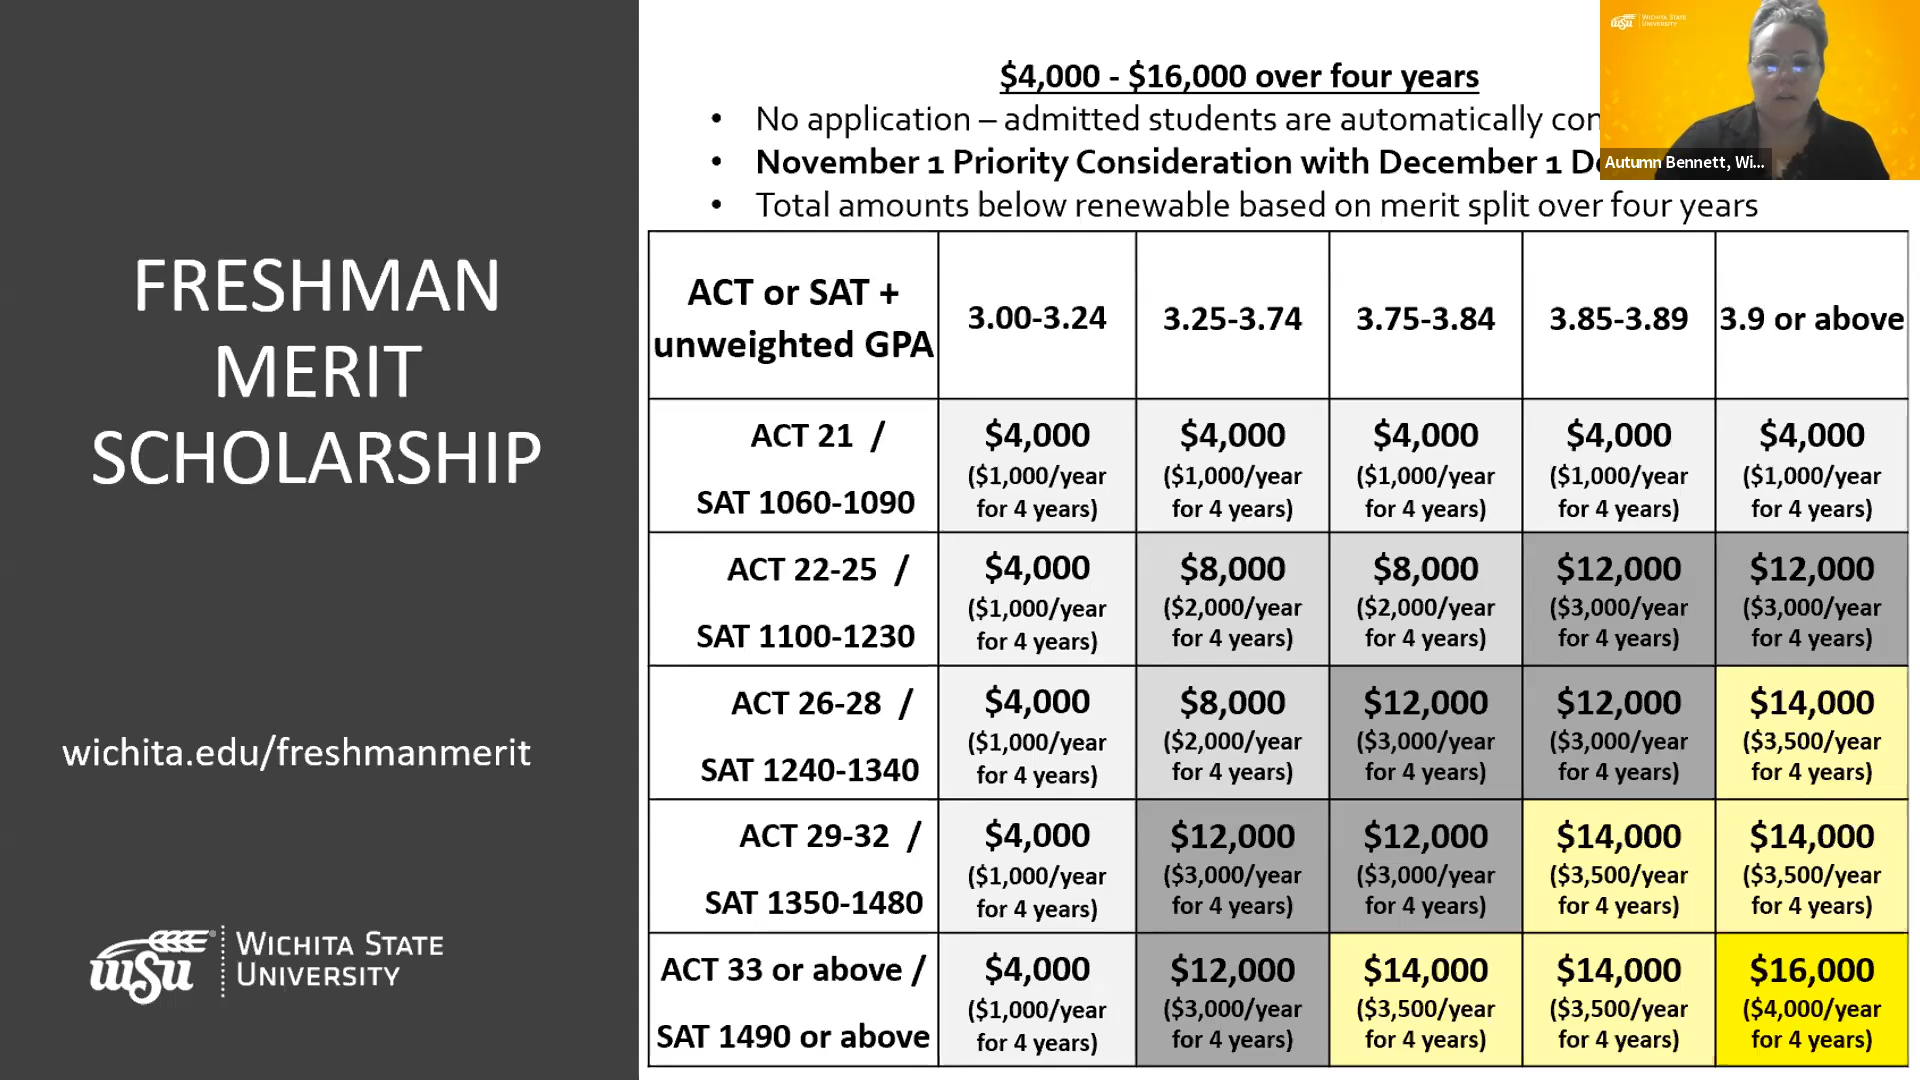 FRESHMAN
MERIT
SCHOLARSHIP
wichita.edu/freshmanmerit
wsu® WICHITA STATE
UNIVERSITY
$4,000 - $16,000 over four years
• No application – admitted students are automatically
• November 1 Priority Consideration with December 1
• Total amounts below renewable based on merit split over four years
WSU WICHITA STATE
UNIVERSITY
Autumn Bennett, Wi...
ACT or SAT +
unweighted GPA
3.00-3.24
3.25-3.74
3.75-3.84
3.85-3.89
3.9 or above
ACT 21 /
SAT 1060-1090
$4,000
($1,000/year
for 4 years)
$4,000
($1,000/year
for 4 years)
$4,000
($1,000/year
for 4 years)
$4,000
($1,000/year
for 4 years)
$4,000
($1,000/year
for 4 years)
ACT 22-25 /
SAT 1100-1230
$4,000
($1,000/year
for 4 years)
$8,000
($2,000/year
for 4 years)
$8,000
($2,000/year
for 4 years)
$12,000
($3,000/year
for 4 years)
$12,000
($3,000/year
for 4 years)
ACT 26-28 /
SAT 1240-1340
$4,000
($1,000/year
for 4 years)
$8,000
($2,000/year
for 4 years)
$12,000
($3,000/year
for 4 years)
$12,000
($3,000/year
for 4 years)
$14,000
($3,500/year
for 4 years)
ACT 29-32 /
SAT 1350-1480
$4,000
($1,000/year
for 4 years)
$12,000
($3,000/year
for 4 years)
$12,000
($3,000/year
for 4 years)
$14,000
($3,500/year
for 4 years)
$14,000
($3,500/year
for 4 years)
ACT 33 or above /
SAT 1490 or above
$4,000
($1,000/year
for 4 years)
$12,000
($3,000/year
for 4 years)
$14,000
($3,500/year
for 4 years)
$14,000
($3,500/year
for 4 years)
$16,000
($4,000/year
for 4 years)